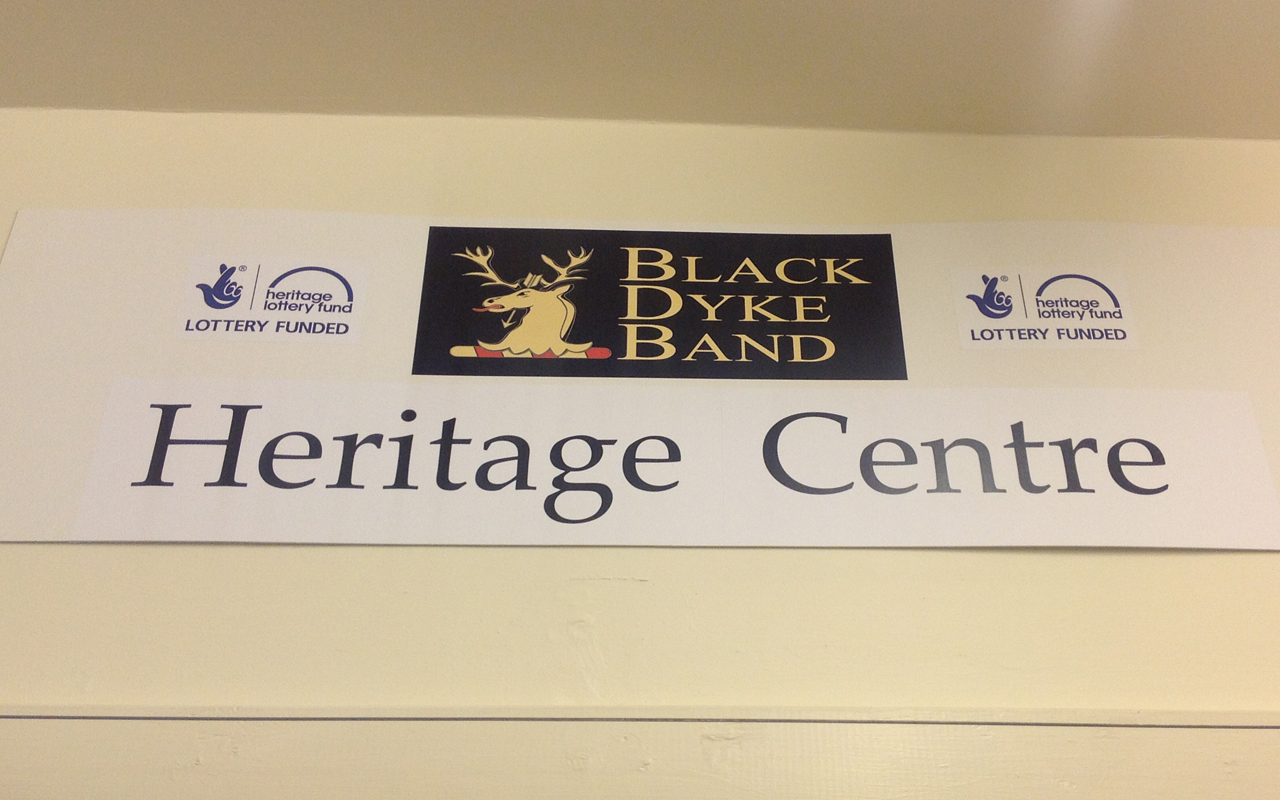 heritage
lottery fund
LOTTERY FUNDED
BLACK
DYKE
BAND
heritage
lottery fund
LOTTERY FUNDED
Heritage Centre